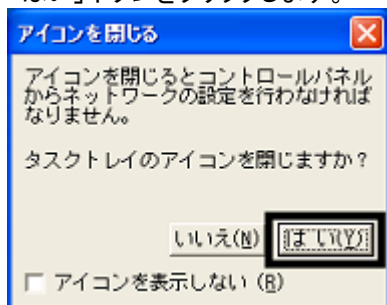 アイコンを閉じる
アイコンを閉じるとコントロールパネル
からネットワークの設定を行わなければ
なりません。
タスクトレイのアイコンを閉じますか？
いいえ(N) はい(Y)
アイコンを表示しない (R)